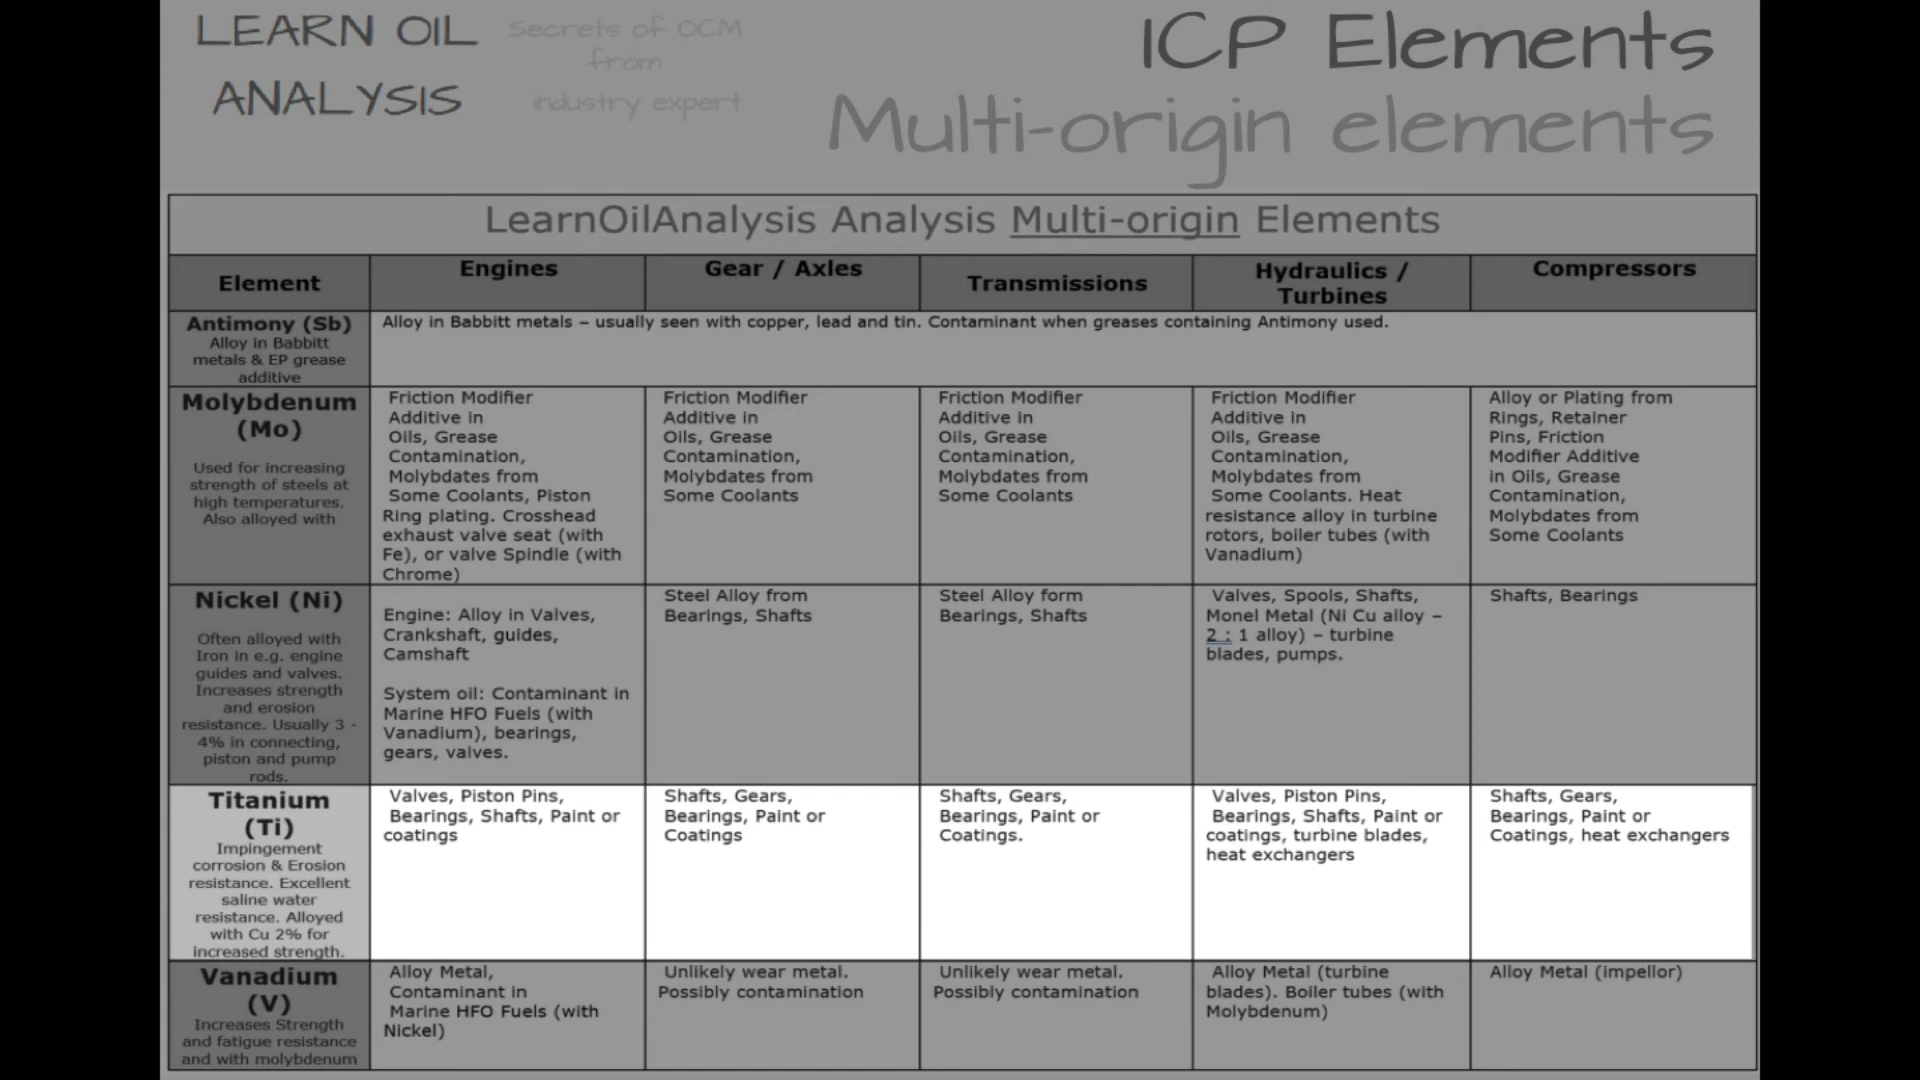 LEARN OIL
ANALYSIS
Secrets of OCM
from
industry expert
ICP Elements
Multi-origin elements
LearnOilAnalysis Analysis Multi-origin Elements
Element
Engines
Gear / Axles
Transmissions
Hydraulics /
Turbines
Compressors
Antimony (Sb)
Alloy in Babbitt
metals & EP grease
additive
Alloy in Babbitt metals – usually seen with copper, lead and tin. Contaminant when greases containing Antimony used.
Molybdenum
(Mo)
Used for increasing
strength of steels at
high temperatures.
Also alloyed with
Friction Modifier
Additive in
Oils, Grease
Contamination,
Molybdates from
Some Coolants, Piston
Ring plating. Crosshead
exhaust valve seat (with
Fe), or valve Spindle (with
Chrome)
Friction Modifier
Additive in
Oils, Grease
Contamination,
Molybdates from
Some Coolants
Friction Modifier
Additive in
Oils, Grease
Contamination,
Molybdates from
Some Coolants
Friction Modifier
Additive in
Oils, Grease
Contamination,
Molybdates from
Some Coolants. Heat
resistance alloy in turbine
rotors, boiler tubes (with
Vanadium)
Alloy or Plating from
Rings, Retainer
Pins, Friction
Modifier Additive
in Oils, Grease
Contamination,
Molybdates from
Some Coolants
Nickel (Ni)
Often alloyed with
Iron in e.g. engine
guides and valves.
Increases strength
and erosion
resistance. Usually 3 -
4% in connecting,
piston and pump
rods.
Engine: Alloy in Valves,
Crankshaft, guides,
Camshaft
System oil: Contaminant in
Marine HFO Fuels (with
Vanadium), bearings,
gears, valves.
Steel Alloy from
Bearings, Shafts
Steel Alloy form
Bearings, Shafts
Valves, Spools, Shafts,
Monel Metal (Ni Cu alloy –
2 : 1 alloy) – turbine
blades, pumps.
Shafts, Bearings
Titanium
(Ti)
Impingement
corrosion & Erosion
resistance. Excellent
saline water
resistance. Alloyed
with Cu 2% for
increased strength.
Valves, Piston Pins,
Bearings, Shafts, Paint or
coatings
Shafts, Gears,
Bearings, Paint or
Coatings
Shafts, Gears,
Bearings, Paint or
Coatings.
Valves, Piston Pins,
Bearings, Shafts, Paint or
coatings, turbine blades,
heat exchangers
Shafts, Gears,
Bearings, Paint or
Coatings, heat exchangers
Vanadium
(V)
Increases Strength
and fatigue resistance
and with molybdenum
Alloy Metal,
Contaminant in
Marine HFO Fuels (with
Nickel)
Unlikely wear metal.
Possibly contamination
Unlikely wear metal.
Possibly contamination
Alloy Metal (turbine
blades). Boiler tubes (with
Molybdenum)
Alloy Metal (impellor)